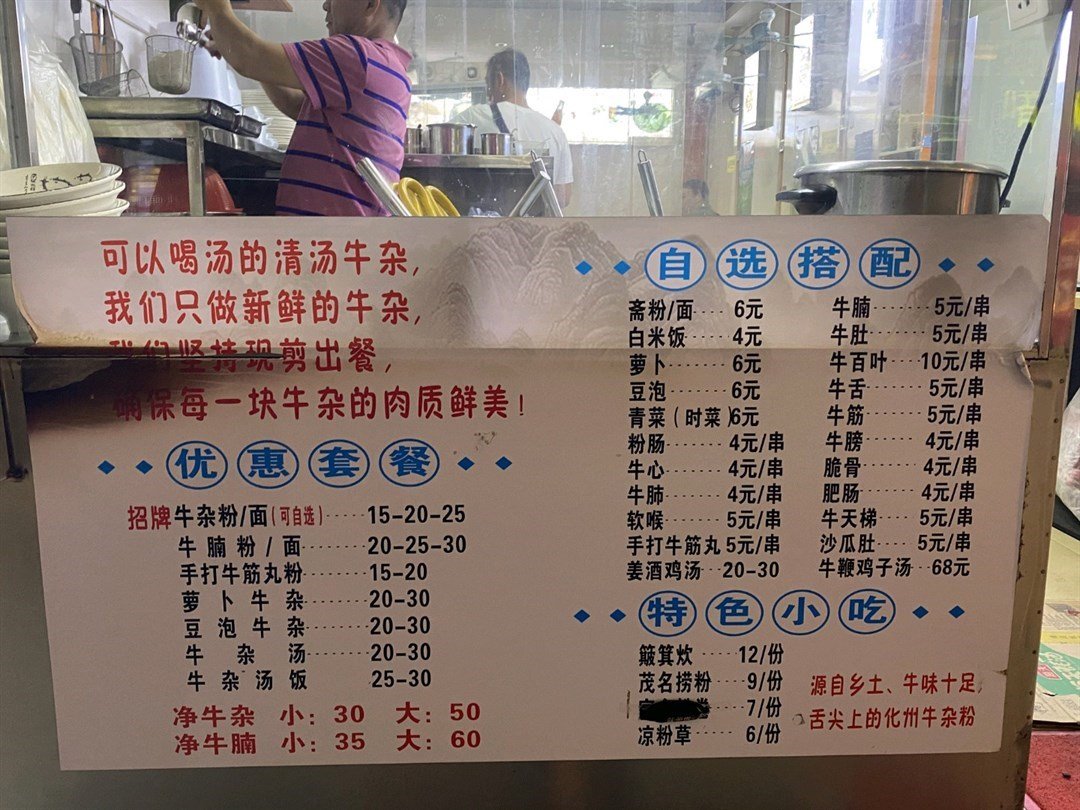 可以喝汤的清汤牛杂,
我们只做新鲜的牛杂,
我们坚持现剪出餐,
确保每一块牛杂的肉质鲜美!
优惠套餐
招牌牛杂粉/面(可自选)······15-20-25
牛腩粉/面········20-25-30
手打牛筋丸粉·······15-20
萝卜牛杂·······20-30
豆泡牛杂·······20-30
牛杂汤·······20-30
牛杂汤饭·······25-30
净牛杂 小: 30 大: 50
净牛腩 小: 35 大: 60
自选搭配
斋粉/面····· 6元
白米饭····· 4元
萝卜······· 6元
豆泡······· 6元
青菜(时菜)6元
粉肠······ 4元/串
牛心······ 4元/串
牛肺······ 4元/串
软喉······ 5元/串
手打牛筋丸 5元/串
姜酒鸡汤··· 20-30
牛腩······ 5元/串
牛肚······ 5元/串
牛百叶··· 10元/串
牛舌······ 5元/串
牛筋······ 5元/串
牛膀······ 4元/串
脆骨······ 4元/串
肥肠······ 4元/串
牛天梯···· 5元/串
沙瓜肚···· 5元/串
牛鞭鸡子汤···68元
特色小吃
簸箕炊····· 12/份
茂名捞粉···· 9/份
····· 7/份
凉粉草····· 6/份
源自乡土、牛味十足,
舌尖上的化州牛杂粉